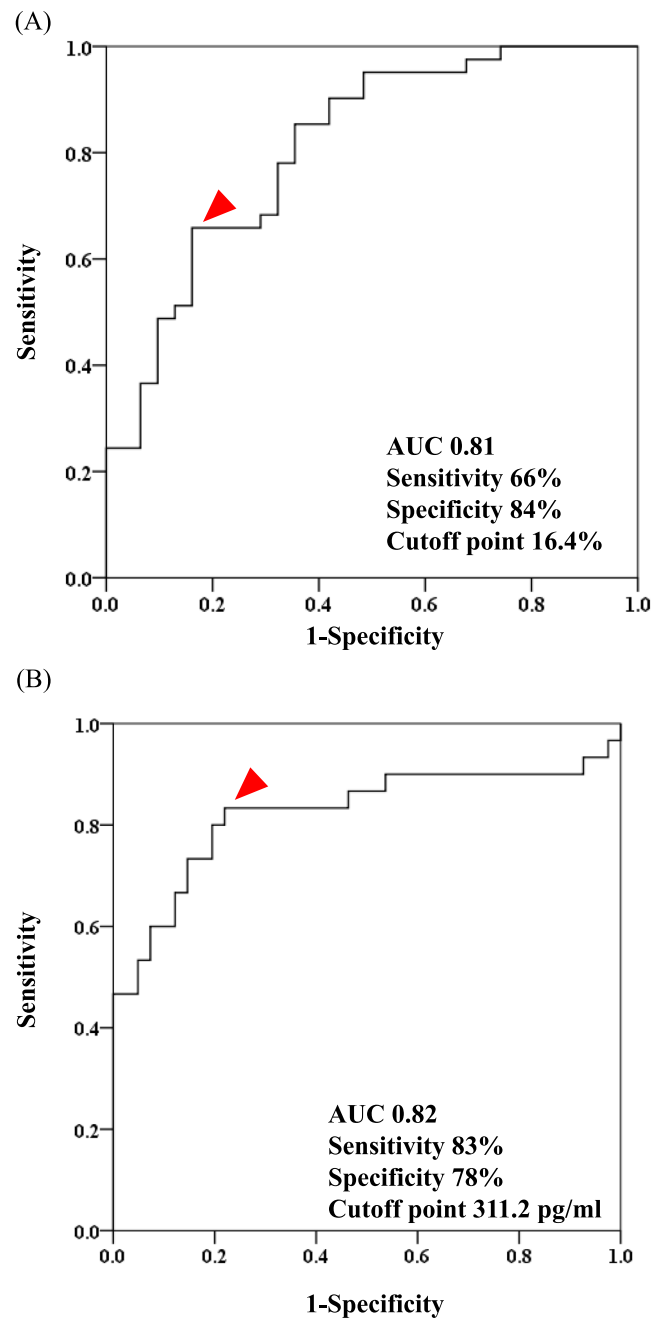 (A)
1.0
0.8
0.6
0.4
0.2
0.0
Sensitivity
AUC 0.81
Sensitivity 66%
Specificity 84%
Cutoff point 16.4%
0.0 0.2 0.4 0.6 0.8 1.0
1-Specificity
(B)
1.0
0.8
0.6
0.4
0.2
0.0
Sensitivity
AUC 0.82
Sensitivity 83%
Specificity 78%
Cutoff point 311.2 pg/ml
0.0 0.2 0.4 0.6 0.8 1.0
1-Specificity